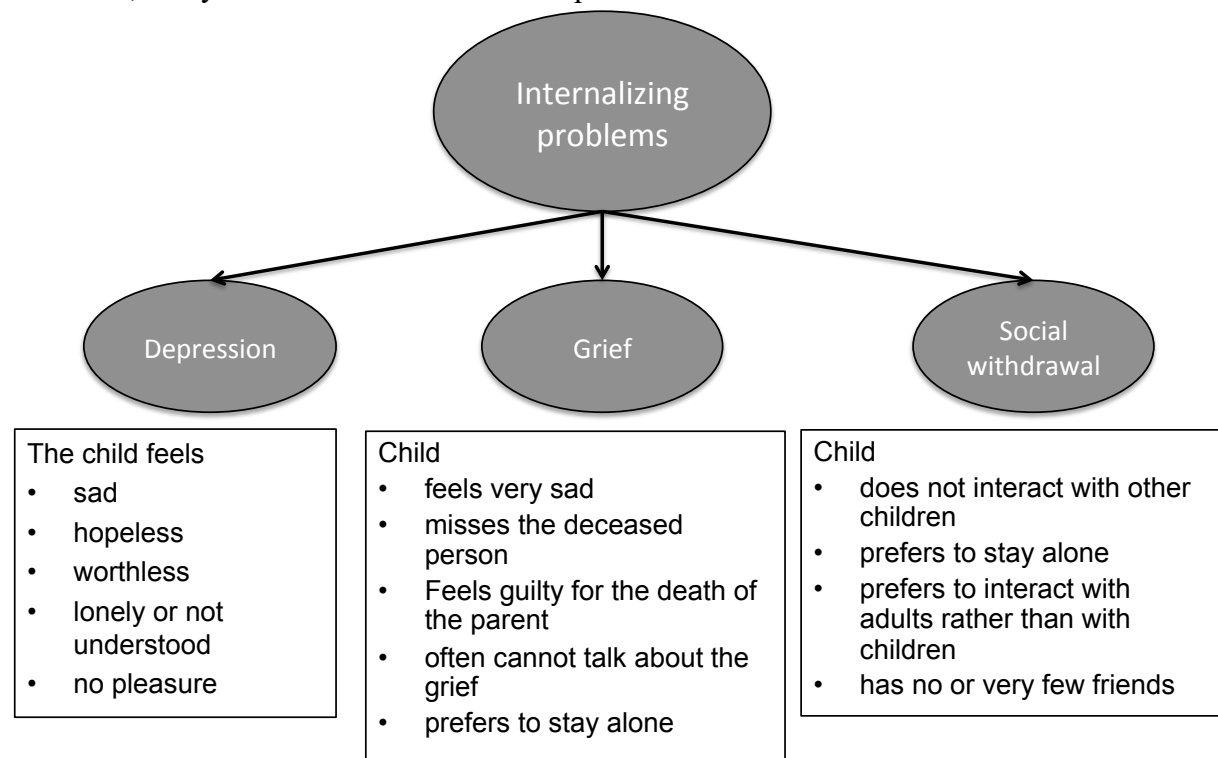 Internalizing
problems
Depression
Grief
Social
withdrawal
The child feels
• sad
• hopeless
• worthless
• lonely or not
understood
• no pleasure
Child
• feels very sad
• misses the deceased
person
• Feels guilty for the death of
the parent
• often cannot talk about the
grief
• prefers to stay alone
Child
• does not interact with other
children
• prefers to stay alone
• prefers to interact with
adults rather than with
children
• has no or very few friends